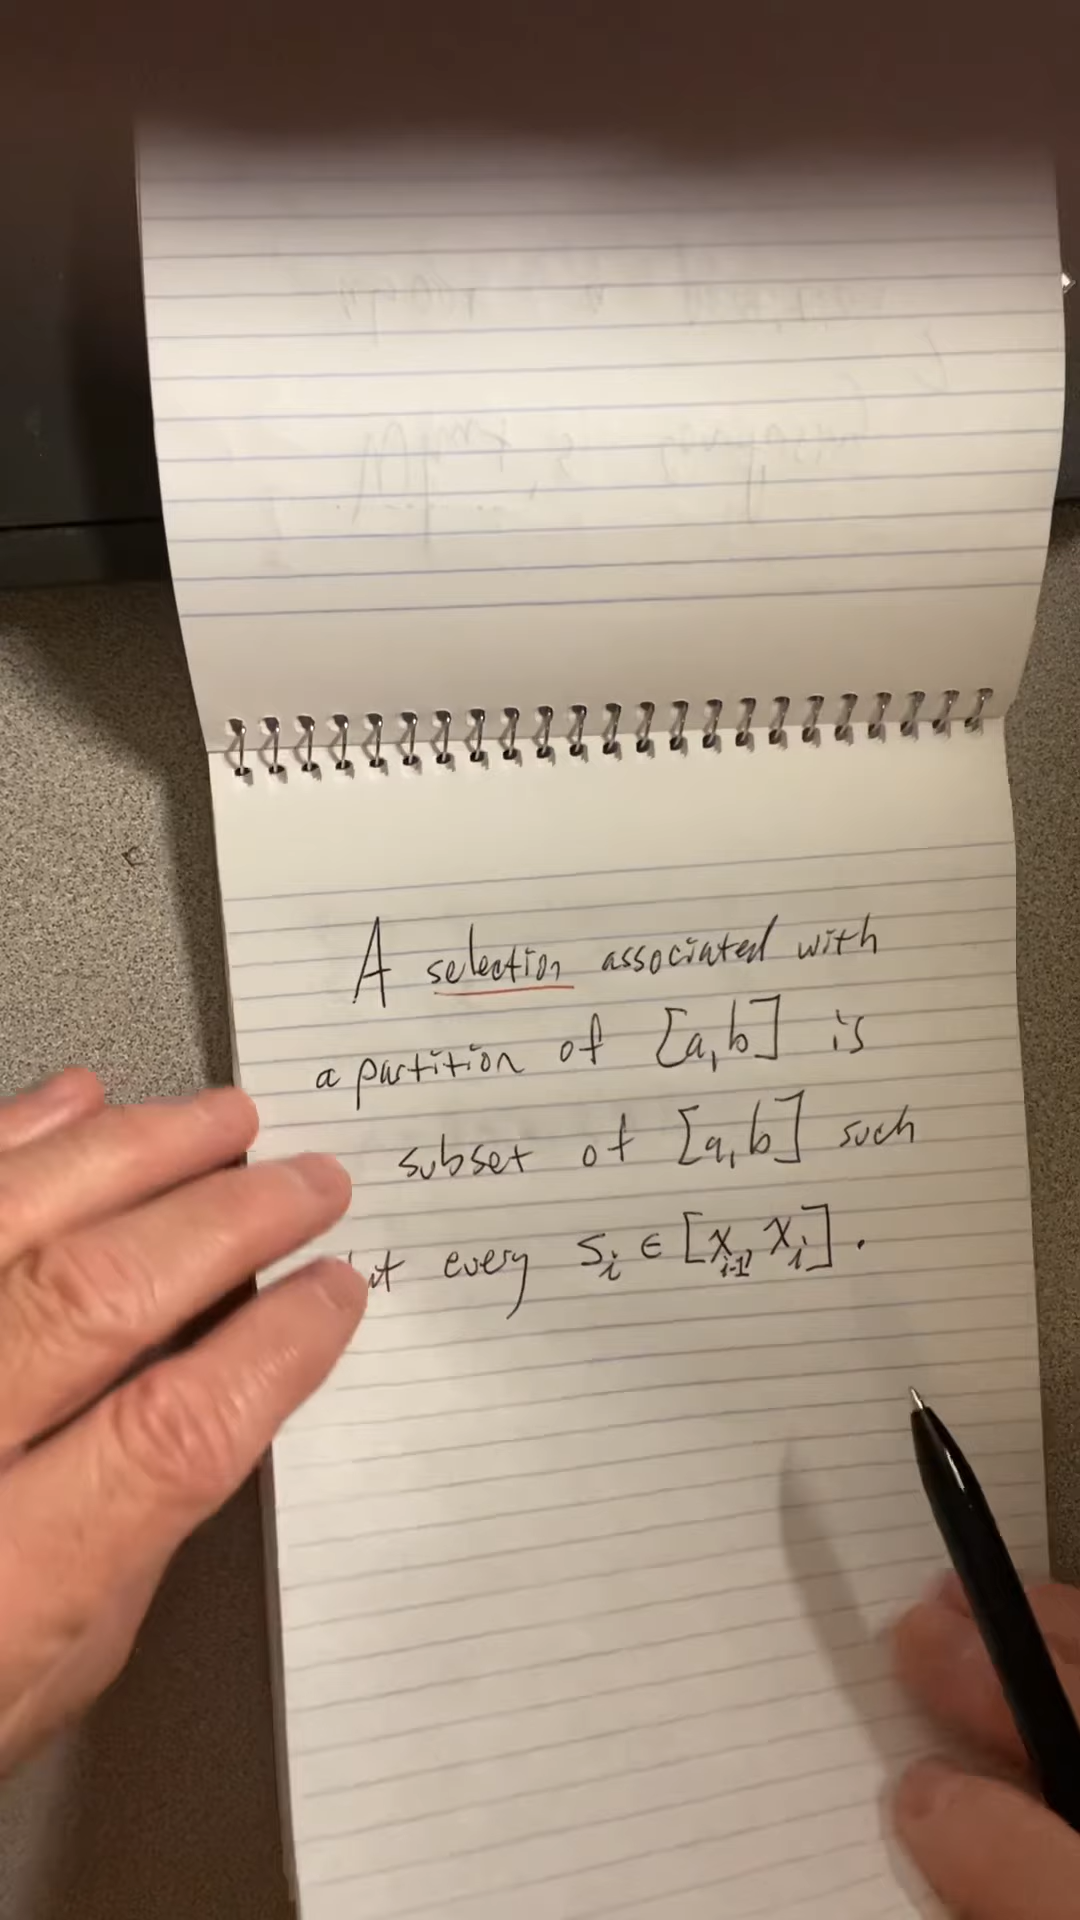 A selection associated with
a partition of [a,b] is
subset of [a,b] such
every sᵢ ∈ [xᵢ₋₁, xᵢ].